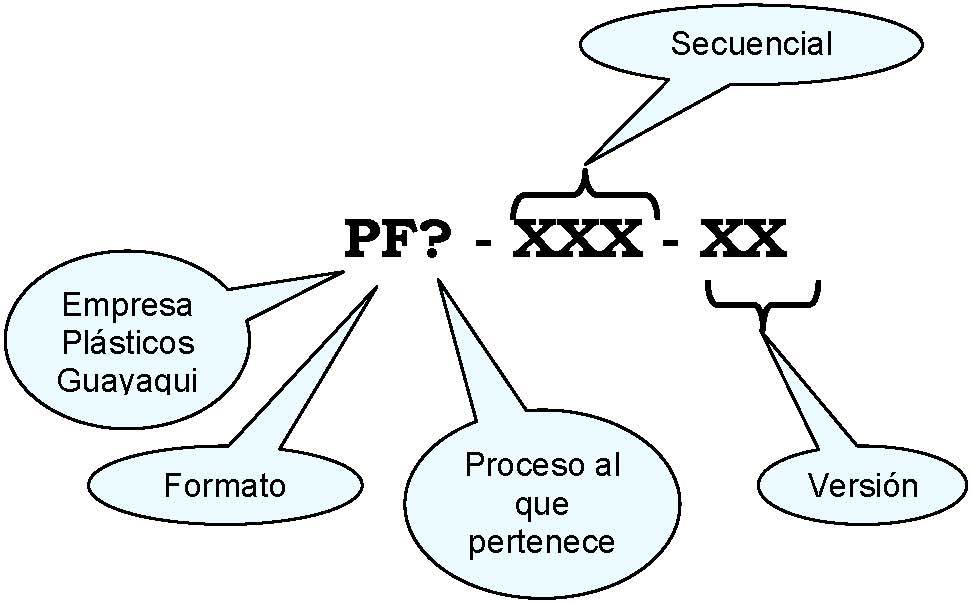 Secuencial
PF? - XXX - XX
Empresa
Plásticos
Guayaqui
Formato
Proceso al
que
pertenece
Versión